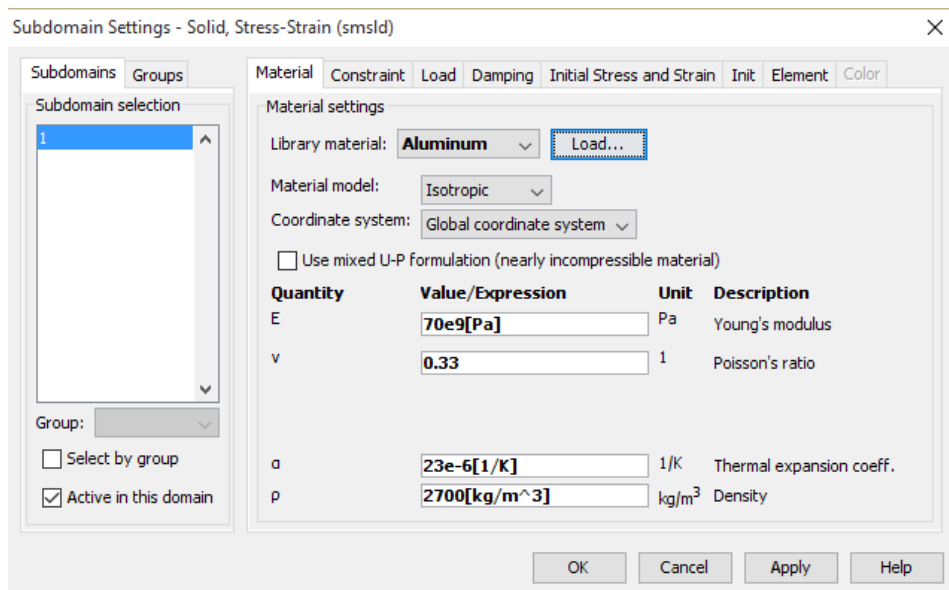 Subdomain Settings - Solid, Stress-Strain (smsld)
Subdomains Groups
Subdomain selection
1
Group:
Select by group
Active in this domain
Material Constraint Load Damping Initial Stress and Strain Init Element Color
Material settings
Library material: Aluminum Load...
Material model: Isotropic
Coordinate system: Global coordinate system
Use mixed U-P formulation (nearly incompressible material)
Quantity Value/Expression Unit Description
E 70e9[Pa] Pa Young's modulus
ν 0.33 1 Poisson's ratio
α 23e-6[1/K] 1/K Thermal expansion coeff.
ρ 2700[kg/m^3] kg/m³ Density
OK Cancel Apply Help